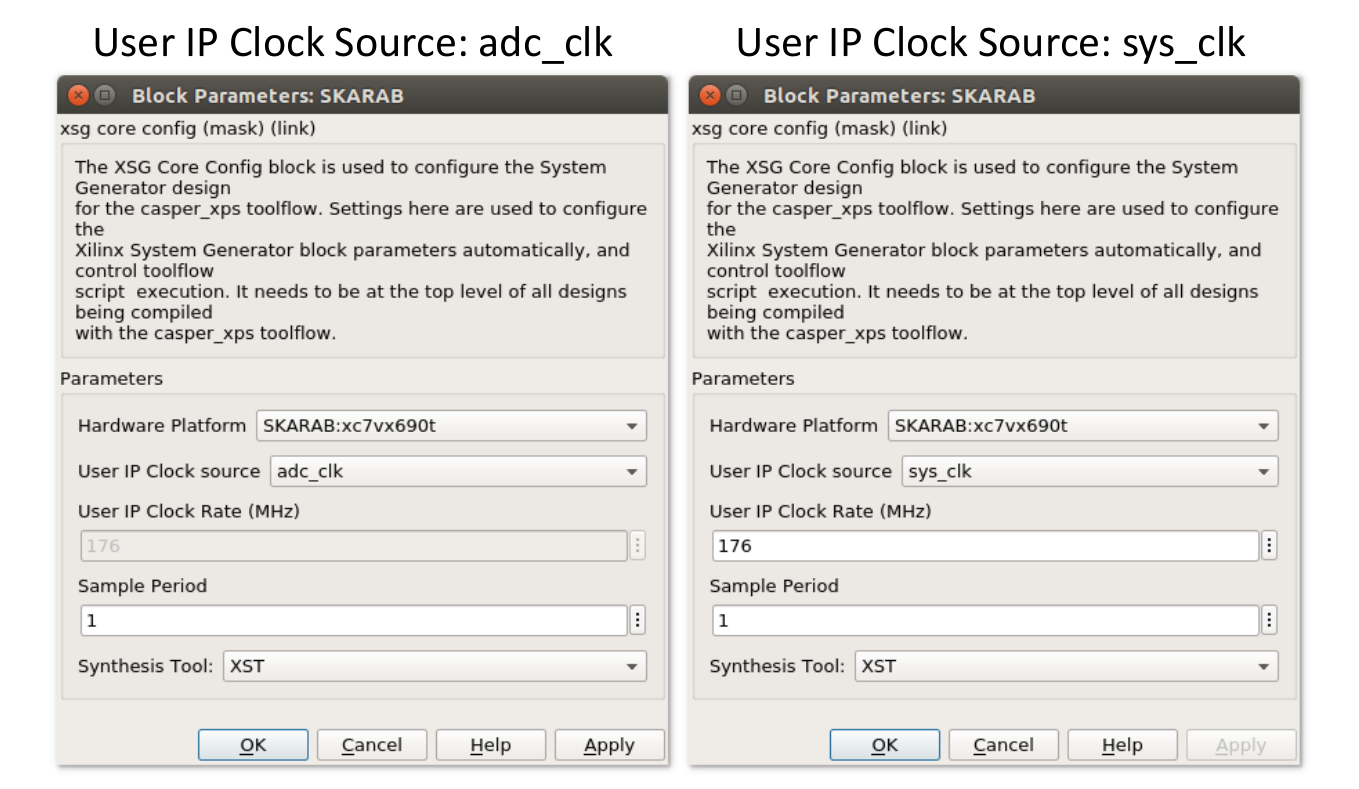 User IP Clock Source: adc_clk
Block Parameters: SKARAB
xsg core config (mask) (link)
The XSG Core Config block is used to configure the System
Generator design
for the casper_xps toolflow. Settings here are used to configure
the
Xilinx System Generator block parameters automatically, and
control toolflow
script  execution. It needs to be at the top level of all designs
being compiled
with the casper_xps toolflow.
Parameters
Hardware Platform SKARAB:xc7vx690t
User IP Clock source adc_clk
User IP Clock Rate (MHz)
176
Sample Period
1
Synthesis Tool: XST
OK Cancel Help Apply
User IP Clock Source: sys_clk
Block Parameters: SKARAB
xsg core config (mask) (link)
The XSG Core Config block is used to configure the System
Generator design
for the casper_xps toolflow. Settings here are used to configure
the
Xilinx System Generator block parameters automatically, and
control toolflow
script  execution. It needs to be at the top level of all designs
being compiled
with the casper_xps toolflow.
Parameters
Hardware Platform SKARAB:xc7vx690t
User IP Clock source sys_clk
User IP Clock Rate (MHz)
176
Sample Period
1
Synthesis Tool: XST
OK Cancel Help Apply